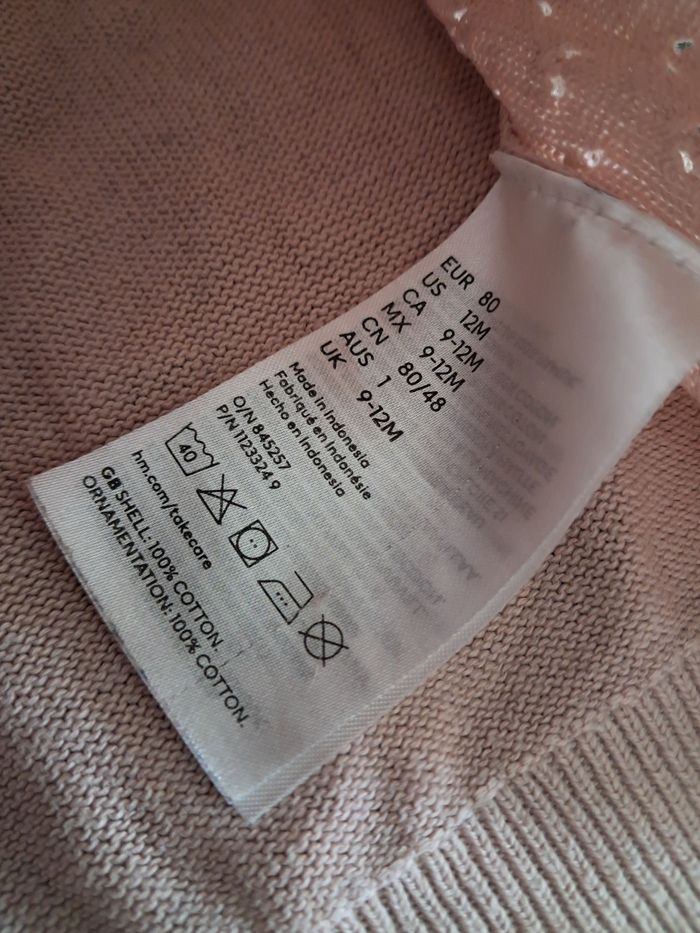 EUR 80
US 12M
CA 9-12M
MX 9-12M
CN 80/48
AUS 1
UK 9-12M
Made in Indonesia
Fabriqué en Indonésie
Hecho en Indonesia
O/N 845257
P/N 11233249
40
hm.com/takecare
GB SHELL: 100% COTTON.
ORNAMENTATION: 100% COTTON.